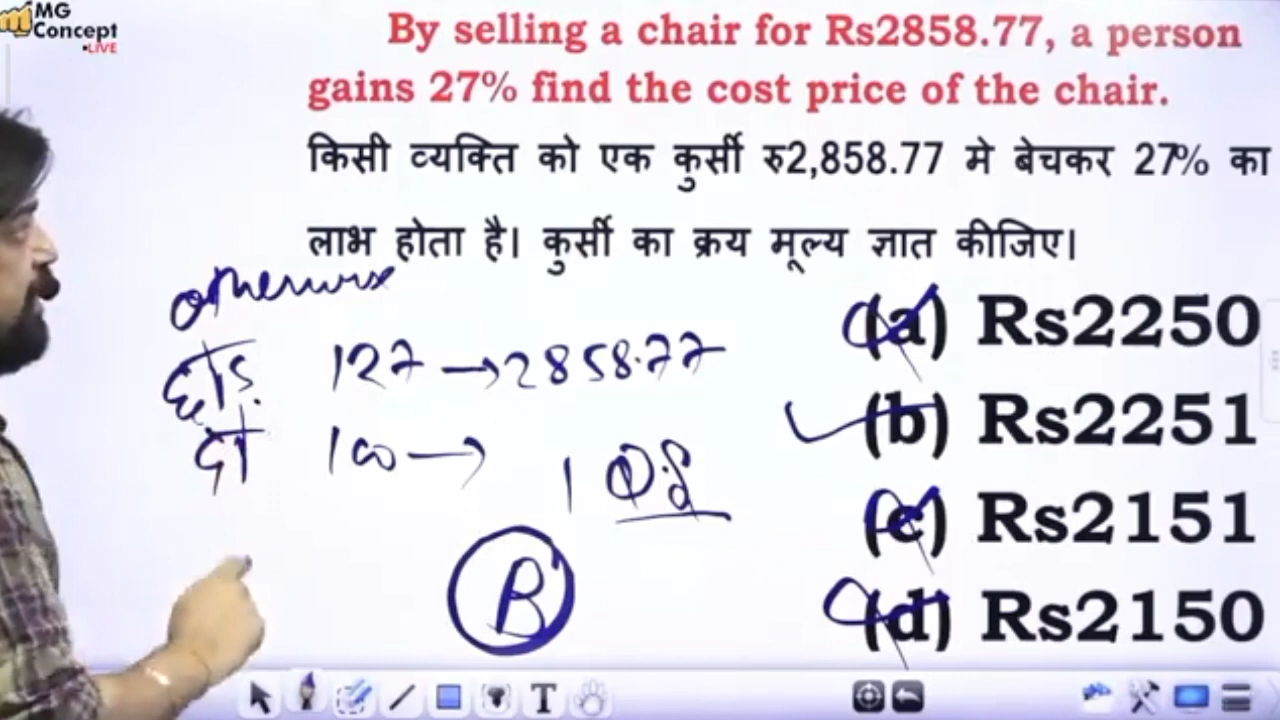 MG
Concept
LIVE
By selling a chair for Rs2858.77, a person
gains 27% find the cost price of the chair.
किसी व्यक्ति को एक कुर्सी रु2,858.77 मे बेचकर 27% का
लाभ होता है। कुर्सी का क्रय मूल्य ज्ञात कीजिए।
otherwise
(a) Rs2250
127 → 2858.77
(b) Rs2251
100 →
1
(c) Rs2151
B
(d) Rs2150
T